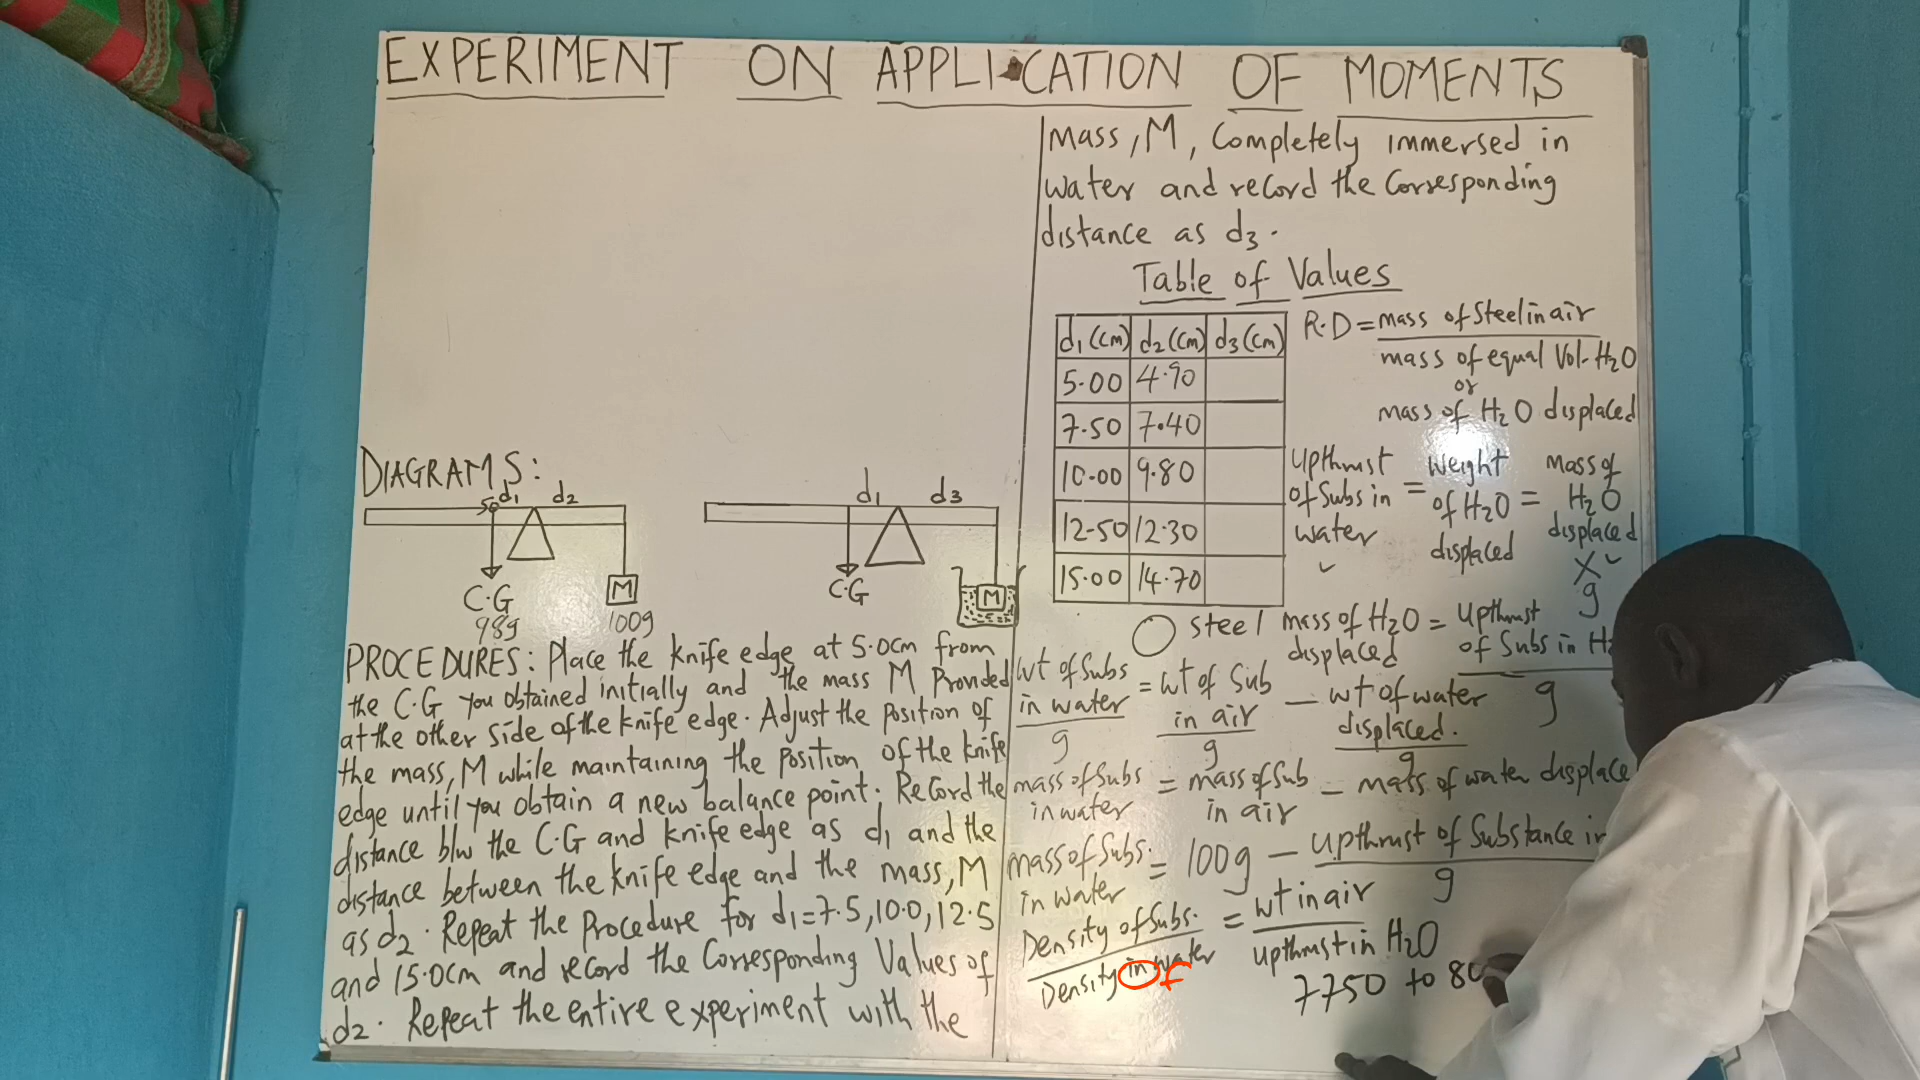 EXPERIMENT ON APPLICATION OF MOMENTS
DIAGRAMS:
50 d1 d2
C.G
98g
M
100g
d1 d3
C.G
M
PROCEDURES: Place the knife edge at 5.0cm from
the C.G you obtained initially and the mass M Provided
at the other side of the knife edge. Adjust the position of
the mass, M while maintaining the position of the knife
edge until you obtain a new balance point. Record the
distance b/w the C.G and knife edge as d1 and the
distance between the knife edge and the mass, M
as d2. Repeat the procedure for d1=7.5, 10.0, 12.5
and 15.0cm and record the Corresponding Values of
d2. Repeat the entire experiment with the
Mass, M, Completely immersed in
water and record the Corresponding
distance as d3.
Table of Values
d1 (cm) d2 (cm) d3 (cm)
5.00 4.90
7.50 7.40
10.00 9.80
12.50 12.30
15.00 14.70
R.D = mass of Steel in air
mass of equal Vol. H2O
or
mass of H2O displaced
Upthrust of Subs in water = Weight of H2O displaced = Mass of H2O displaced
X
g
steel
mass of H2O displaced = Upthrust of Subs in
g
wt of Subs in water = wt of Sub in air — wt of water displaced.
g g g
mass of Subs in water = mass of Sub in air — mass of water displace
mass of Subs. in water = 100g — Upthrust of Substance
g
Density of Subs. = wt in air
Density in water upthrust in H2O
f
7750 to